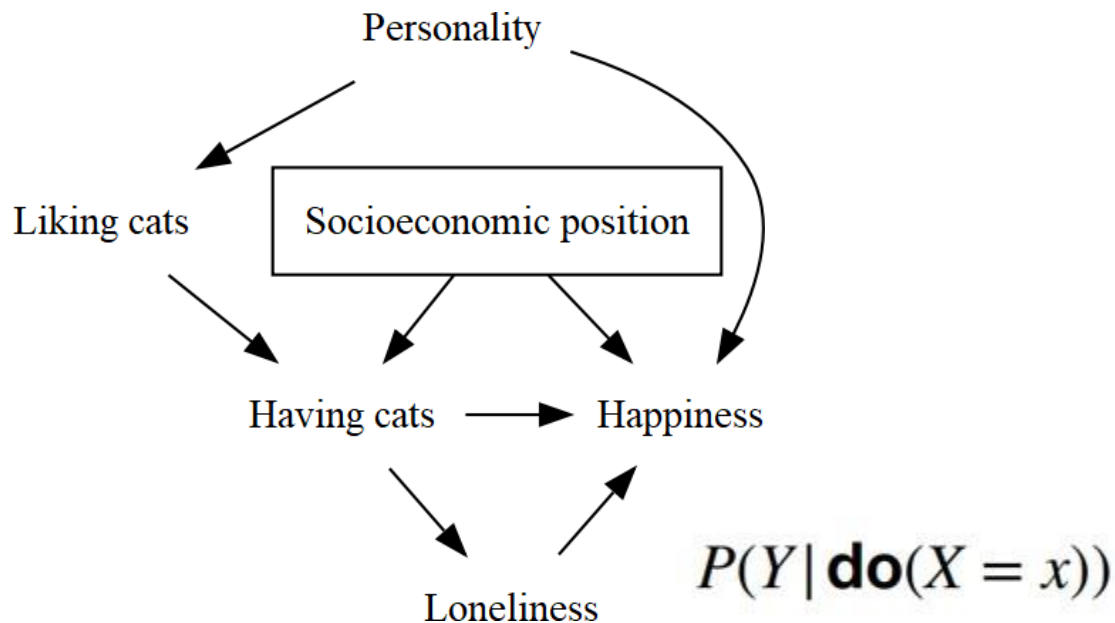 Personality
Liking cats
Socioeconomic position
Having cats
Happiness
Loneliness
P(Y| do(X = x))